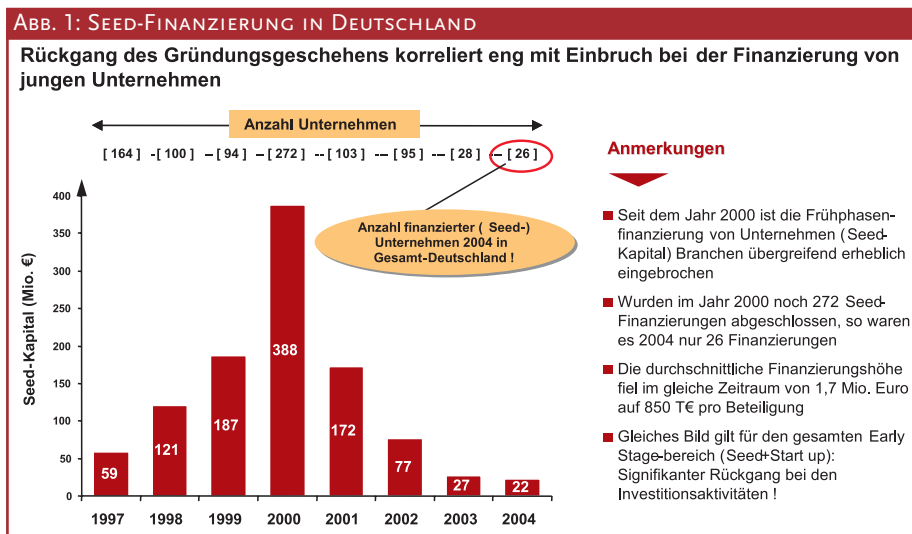 ABB. 1: SEED-FINANZIERUNG IN DEUTSCHLAND
Rückgang des Gründungsgeschehens korreliert eng mit Einbruch bei der Finanzierung von
jungen Unternehmen
Anzahl Unternehmen
[ 164 ] -[ 100 ] –[ 94 ] –[ 272 ] --[ 103 ] –-[ 95 ] --–[ 28 ] –-[ 26 ]
Anzahl finanzierter ( Seed-)
Unternehmen 2004 in
Gesamt-Deutschland !
Seed-Kapital (Mio. €)
400
350
300
250
200
150
100
50
0
59
121
187
388
172
77
27
22
1997 1998 1999 2000 2001 2002 2003 2004
Anmerkungen
Seit dem Jahr 2000 ist die Frühphasen-
finanzierung von Unternehmen (Seed-
Kapital) Branchen übergreifend erheblich
eingebrochen
Wurden im Jahr 2000 noch 272 Seed-
Finanzierungen abgeschlossen, so waren
es 2004 nur 26 Finanzierungen
Die durchschnittliche Finanzierungshöhe
fiel im gleiche Zeitraum von 1,7 Mio. Euro
auf 850 T€ pro Beteiligung
Gleiches Bild gilt für den gesamten Early
Stage-bereich (Seed+Start up):
Signifikanter Rückgang bei den
Investitionsaktivitäten !